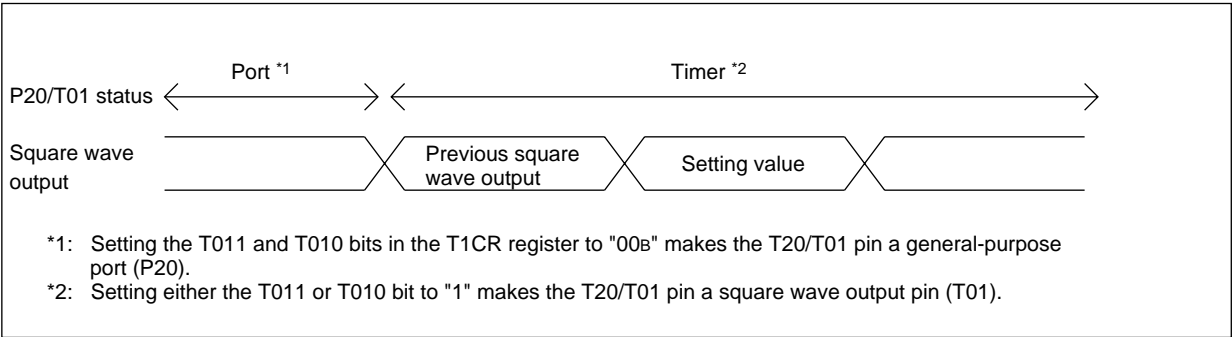 Port *1
Timer *2
P20/T01 status
Square wave
output
Previous square
wave output
Setting value
*1: Setting the T011 and T010 bits in the T1CR register to "00B" makes the T20/T01 pin a general-purpose
port (P20).
*2: Setting either the T011 or T010 bit to "1" makes the T20/T01 pin a square wave output pin (T01).